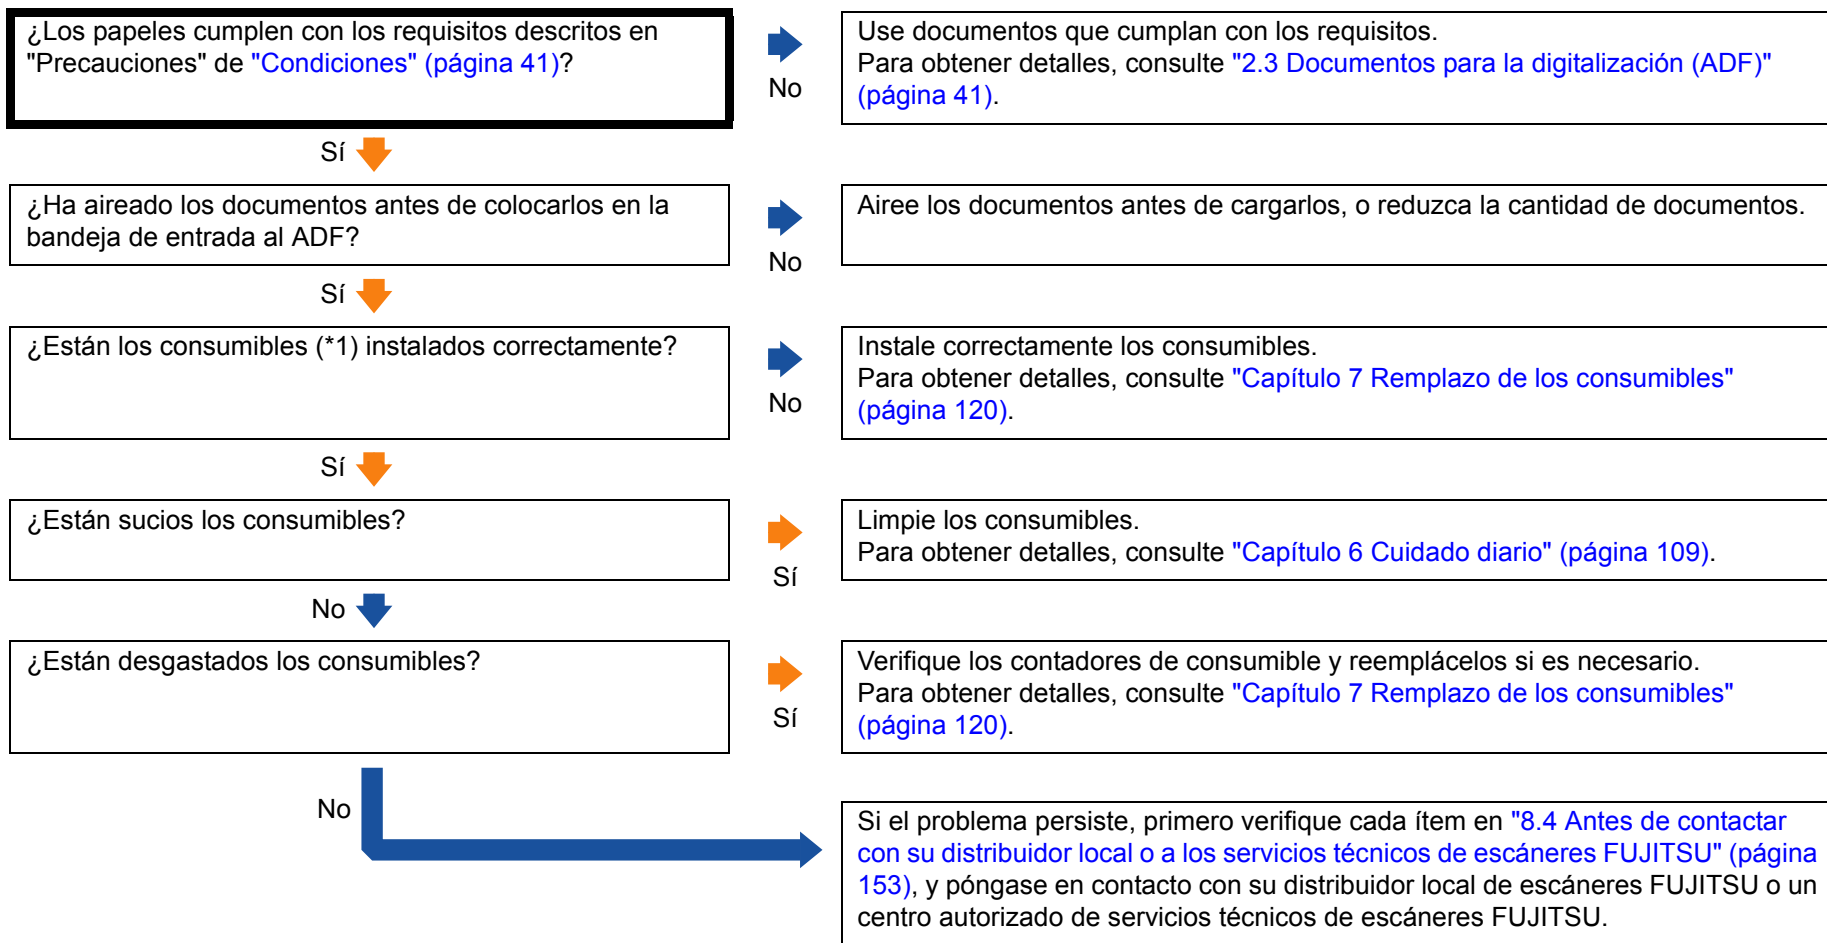 ¿Los papeles cumplen con los requisitos descritos en
"Precauciones" de "Condiciones" (página 41)?
No
Use documentos que cumplan con los requisitos.
Para obtener detalles, consulte "2.3 Documentos para la digitalización (ADF)"
(página 41).
Sí
¿Ha aireado los documentos antes de colocarlos en la
bandeja de entrada al ADF?
No
Airee los documentos antes de cargarlos, o reduzca la cantidad de documentos.
Sí
¿Están los consumibles (*1) instalados correctamente?
No
Instale correctamente los consumibles.
Para obtener detalles, consulte "Capítulo 7 Remplazo de los consumibles"
(página 120).
Sí
¿Están sucios los consumibles?
Sí
Limpie los consumibles.
Para obtener detalles, consulte "Capítulo 6 Cuidado diario" (página 109).
No
¿Están desgastados los consumibles?
Sí
Verifique los contadores de consumible y reemplácelos si es necesario.
Para obtener detalles, consulte "Capítulo 7 Remplazo de los consumibles"
(página 120).
No
Si el problema persiste, primero verifique cada ítem en "8.4 Antes de contactar
con su distribuidor local o a los servicios técnicos de escáneres FUJITSU" (página
153), y póngase en contacto con su distribuidor local de escáneres FUJITSU o un
centro autorizado de servicios técnicos de escáneres FUJITSU.